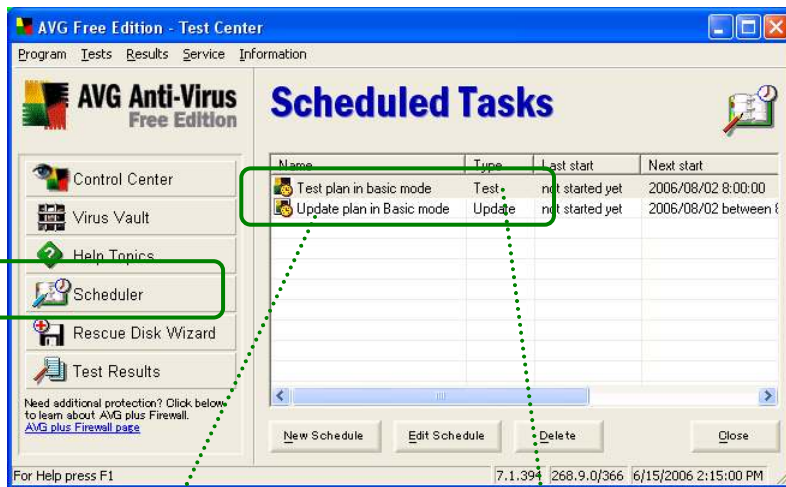 AVG Free Edition - Test Center
Program Tests Results Service Information
AVG Anti-Virus
Free Edition
Control Center
Virus Vault
Help Topics
Scheduler
Rescue Disk Wizard
Test Results
Need additional protection? Click below
to learn about AVG plus Firewall.
AVG plus Firewall page
Scheduled Tasks
Name Type Last start Next start
Test plan in basic mode Test not started yet 2006/08/02 8:00:00
Update plan in Basic mode Update not started yet 2006/08/02 between 8
New Schedule Edit Schedule Delete Close
For Help press F1 7.1.394 268.9.0/366 6/15/2006 2:15:00 PM